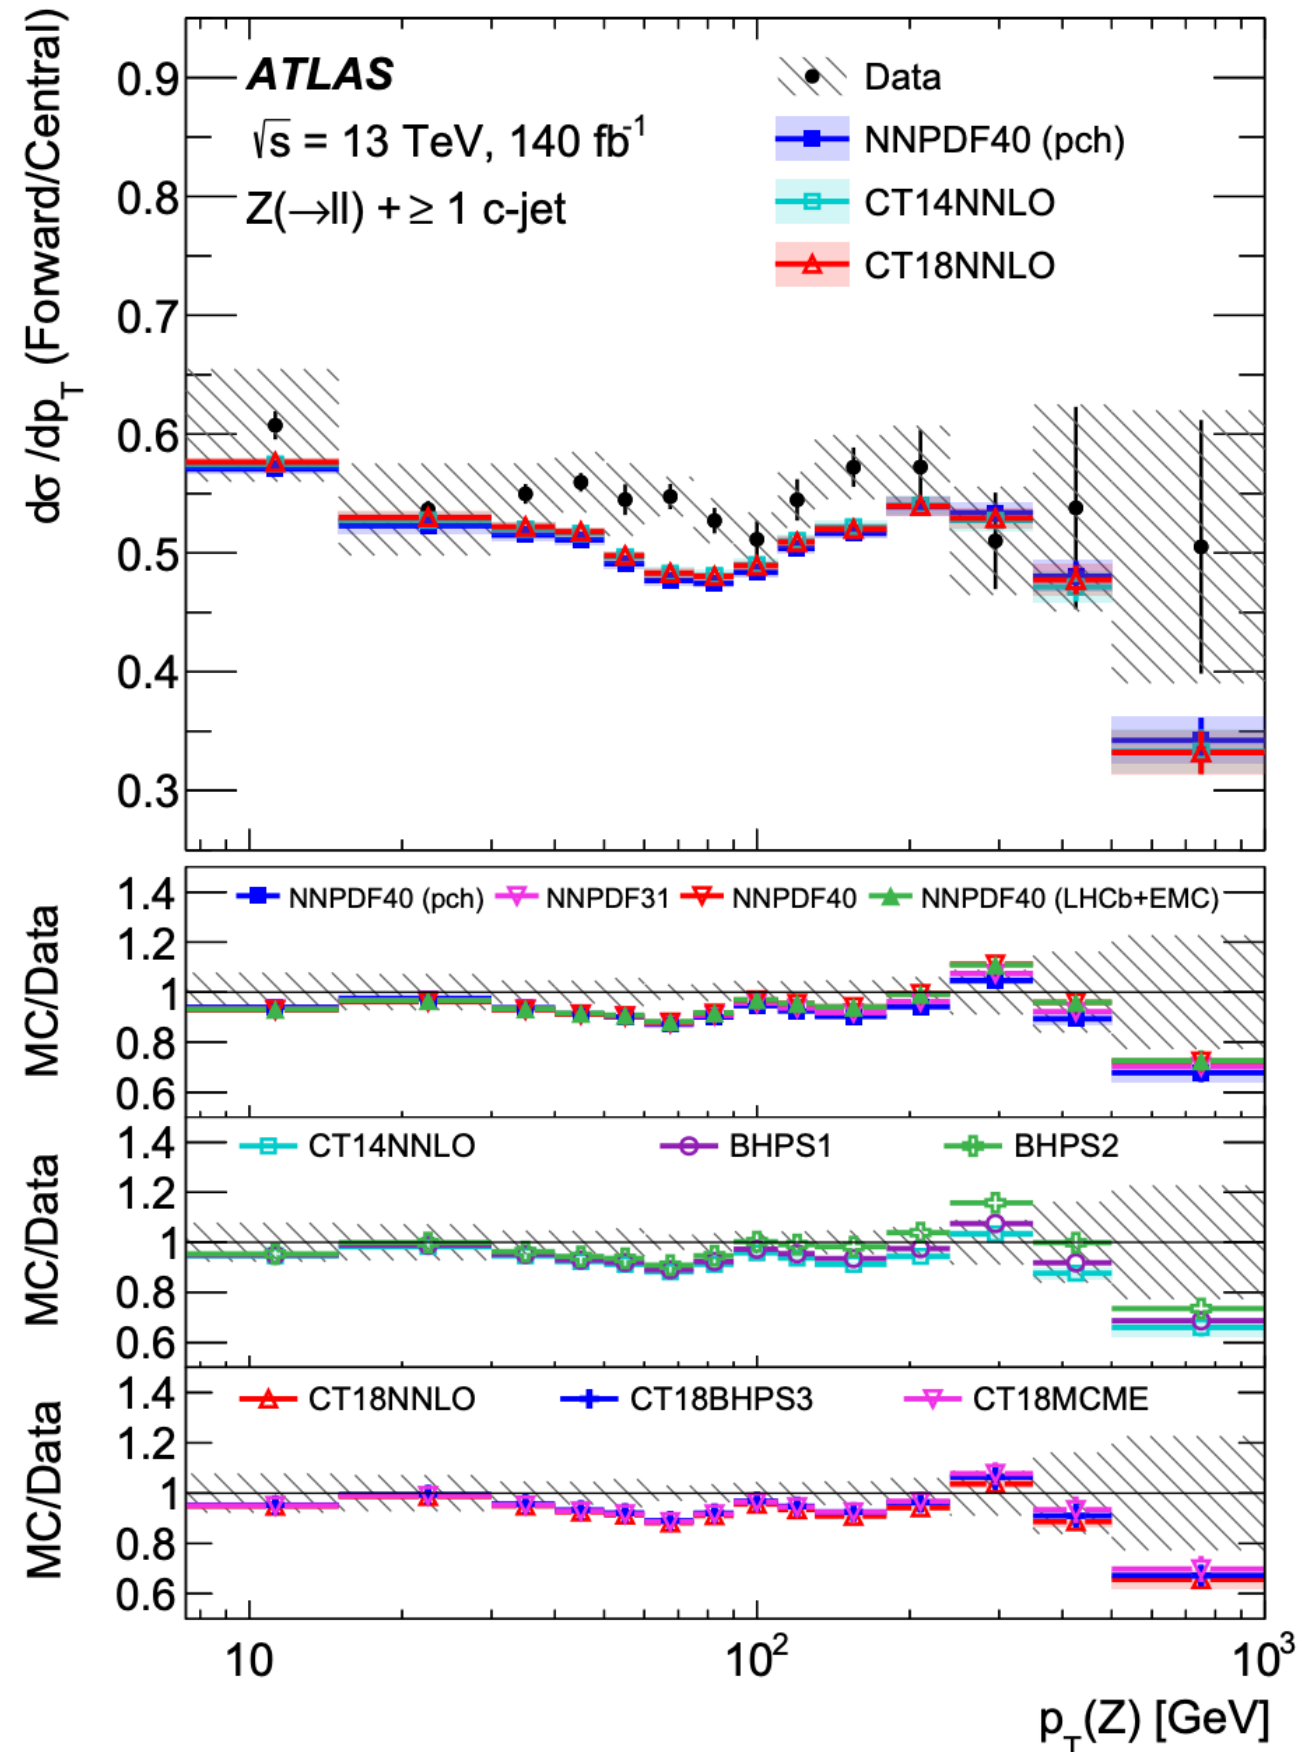 dσ /dp_T (Forward/Central)
0.9
0.8
0.7
0.6
0.5
0.4
0.3
ATLAS
√s = 13 TeV, 140 fb⁻¹
Z(→ll) + ≥ 1 c-jet
Data
NNPDF40 (pch)
CT14NNLO
CT18NNLO
MC/Data
1.4
1.2
1
0.8
0.6
NNPDF40 (pch) NNPDF31 NNPDF40 NNPDF40 (LHCb+EMC)
MC/Data
1.4
1.2
1
0.8
0.6
CT14NNLO BHPS1 BHPS2
MC/Data
1.4
1.2
1
0.8
0.6
CT18NNLO CT18BHPS3 CT18MCME
10 10² 10³
p_T(Z) [GeV]